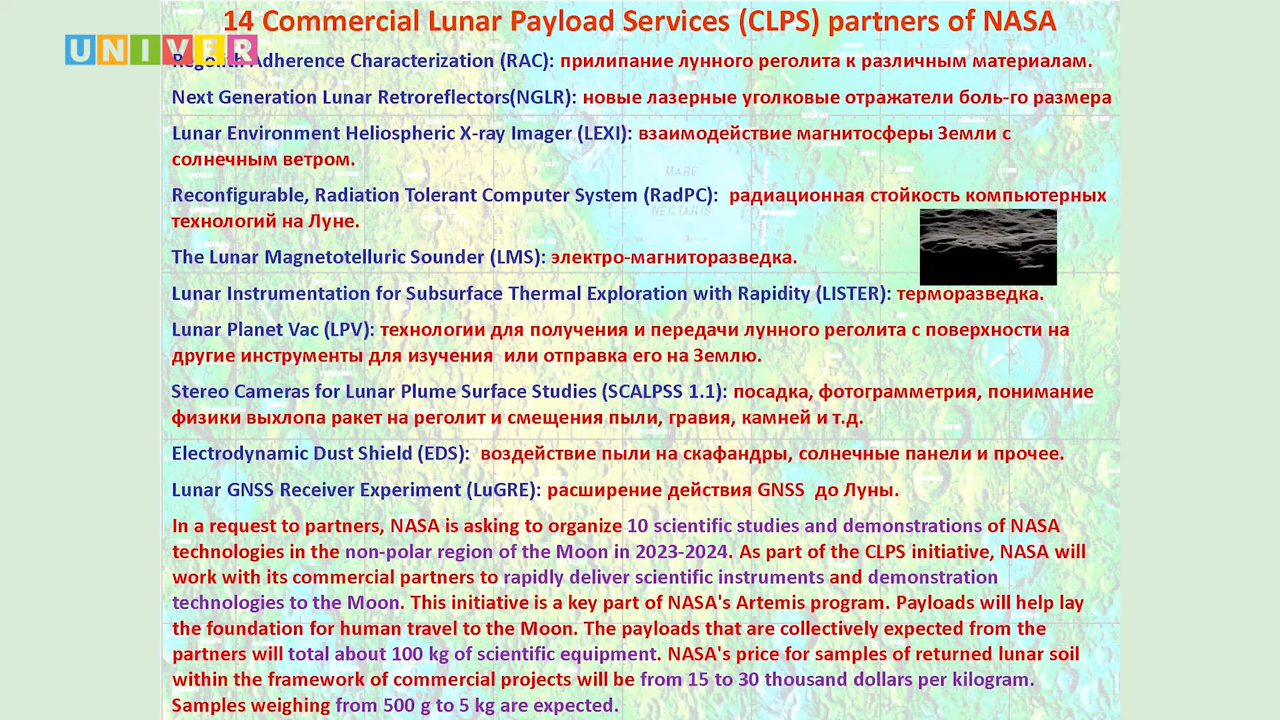 14 Commercial Lunar Payload Services (CLPS) partners of NASA
UNIVER
Regolith Adherence Characterization (RAC): прилипание лунного реголита к различным материалам.
Next Generation Lunar Retroreflectors(NGLR): новые лазерные уголковые отражатели боль-го размера
Lunar Environment Heliospheric X-ray Imager (LEXI): взаимодействие магнитосферы Земли с
солнечным ветром.
Reconfigurable, Radiation Tolerant Computer System (RadPC): радиационная стойкость компьютерных
технологий на Луне.
The Lunar Magnetotelluric Sounder (LMS): электро-магниторазведка.
Lunar Instrumentation for Subsurface Thermal Exploration with Rapidity (LISTER): терморазведка.
Lunar Planet Vac (LPV): технологии для получения и передачи лунного реголита с поверхности на
другие инструменты для изучения или отправка его на Землю.
Stereo Cameras for Lunar Plume Surface Studies (SCALPSS 1.1): посадка, фотограмметрия, понимание
физики выхлопа ракет на реголит и смещения пыли, гравия, камней и т.д.
Electrodynamic Dust Shield (EDS): воздействие пыли на скафандры, солнечные панели и прочее.
Lunar GNSS Receiver Experiment (LuGRE): расширение действия GNSS до Луны.
In a request to partners, NASA is asking to organize 10 scientific studies and demonstrations of NASA
technologies in the non-polar region of the Moon in 2023-2024. As part of the CLPS initiative, NASA will
work with its commercial partners to rapidly deliver scientific instruments and demonstration
technologies to the Moon. This initiative is a key part of NASA's Artemis program. Payloads will help lay
the foundation for human travel to the Moon. The payloads that are collectively expected from the
partners will total about 100 kg of scientific equipment. NASA's price for samples of returned lunar soil
within the framework of commercial projects will be from 15 to 30 thousand dollars per kilogram.
Samples weighing from 500 g to 5 kg are expected.